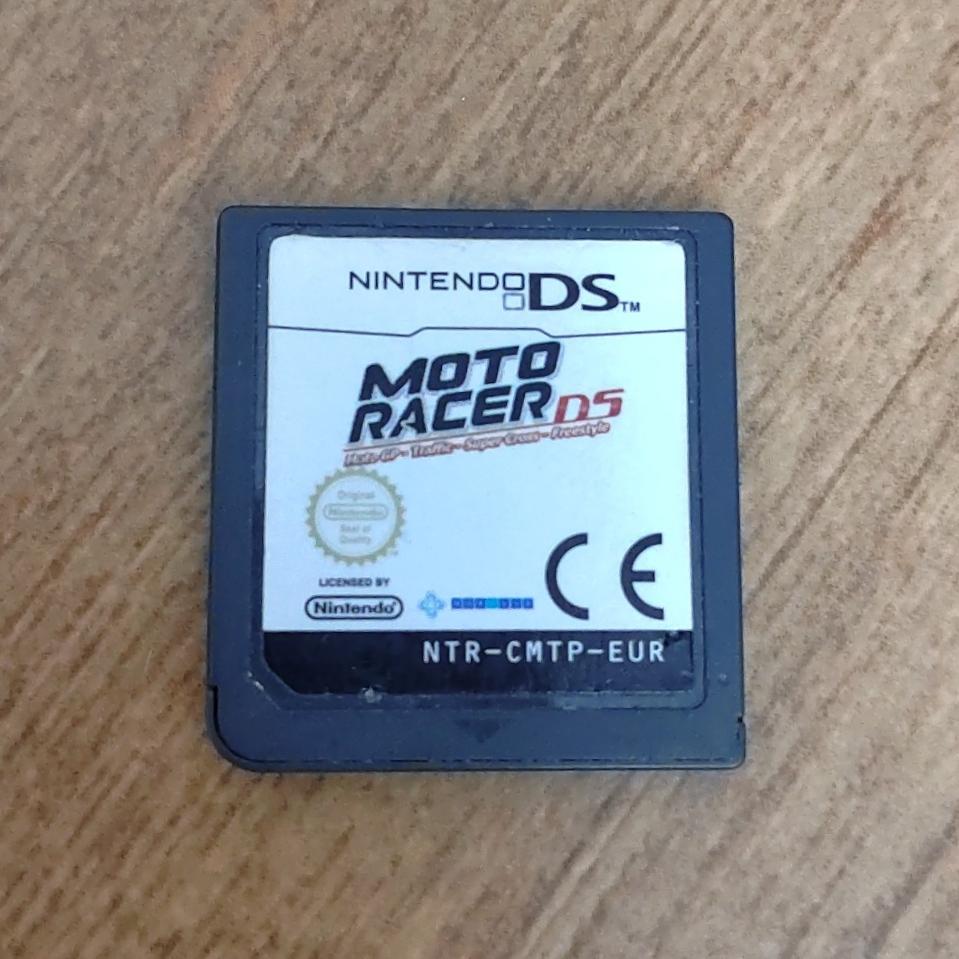 NINTENDO DS™
MOTO
RACER DS
Moto GP - Traffic - Super Cross - Freestyle
Original
Nintendo
Seal of
Quality
LICENSED BY
Nintendo®
CE
NTR-CMTP-EUR